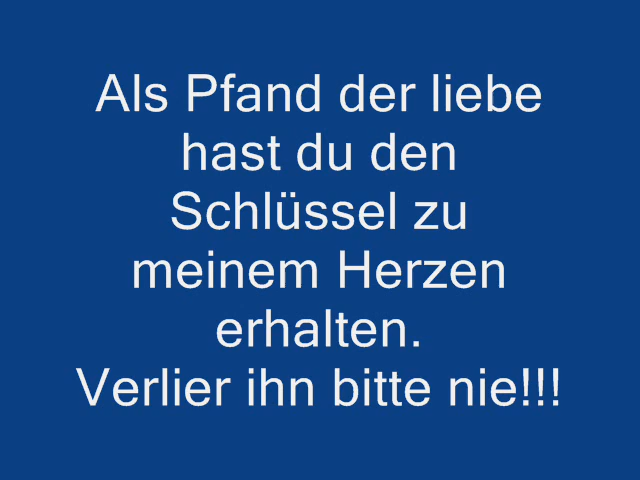 Als Pfand der liebe
hast du den
Schlüssel zu
meinem Herzen
erhalten.
Verlier ihn bitte nie!!!